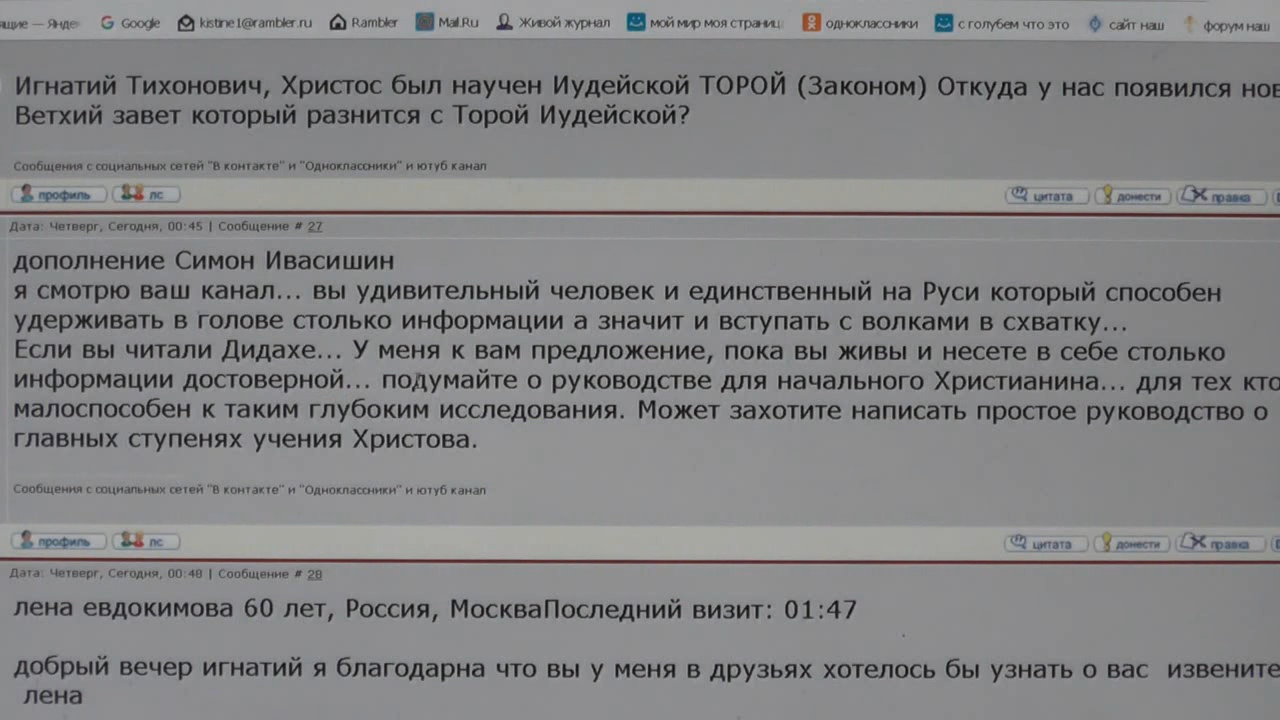 ящие — Яндек Google kistine1@rambler.ru Rambler Mail.Ru Живой журнал мой мир моя страниц одноклассники с голубем что это сайт наш форум наш
Игнатий Тихонович, Христос был научен Иудейской ТОРОЙ (Законом) Откуда у нас появился нов
Ветхий завет который разнится с Торой Иудейской?
Сообщения с социальных сетей "В контакте" и "Одноклассники" и ютуб канал
профиль лс цитата донести правка
Дата: Четверг, Сегодня, 00:45 | Сообщение # 27
дополнение Симон Ивасишин
я смотрю ваш канал... вы удивительный человек и единственный на Руси который способен
удерживать в голове столько информации а значит и вступать с волками в схватку...
Если вы читали Дидахе... У меня к вам предложение, пока вы живы и несете в себе столько
информации достоверной... подумайте о руководстве для начального Христианина... для тех кто
малоспособен к таким глубоким исследования. Может захотите написать простое руководство о
главных ступенях учения Христова.
Сообщения с социальных сетей "В контакте" и "Одноклассники" и ютуб канал
профиль лс цитата донести правка
Дата: Четверг, Сегодня, 00:48 | Сообщение # 28
лена евдокимова 60 лет, Россия, МоскваПоследний визит: 01:47
добрый вечер игнатий я благодарна что вы у меня в друзьях хотелось бы узнать о вас извените
лена